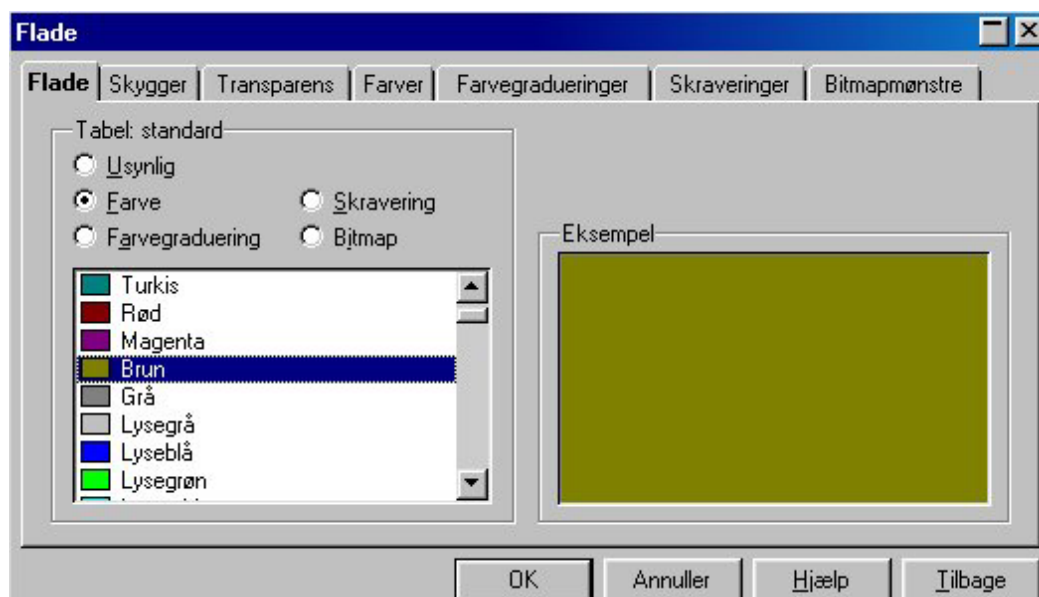 Flade
Flade Skygger Transparens Farver Farvegradueringer Skraveringer Bitmapmønstre
Tabel: standard
Usynlig
Farve Skravering
Farvegraduering Bitmap
Eksempel
Turkis
Rød
Magenta
Brun
Grå
Lysegrå
Lyseblå
Lysegrøn
OK Annuller Hjælp Tilbage